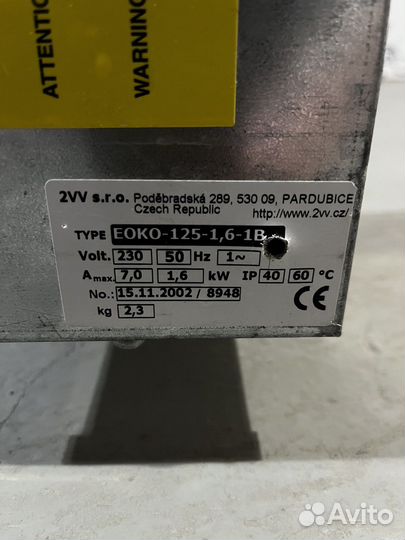 ATTENTION
WARNING
2VV s.r.o. Poděbradská 289, 530 09, PARDUBICE
Czech Republic http://www.2vv.cz/
TYPE EOKO-125-1,6-1B
Volt. 230 50 Hz 1~
Amax. 7,0 1,6 kW IP 40 60 °C
No.: 15.11.2002 / 8948
kg 2,3
CE
Avito